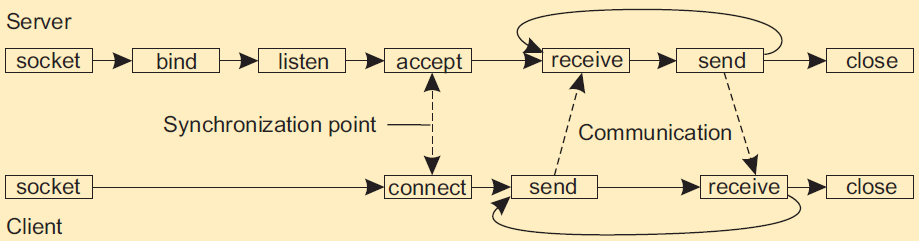 Server
socket bind listen accept receive send close
Synchronization point Communication
socket connect send receive close
Client